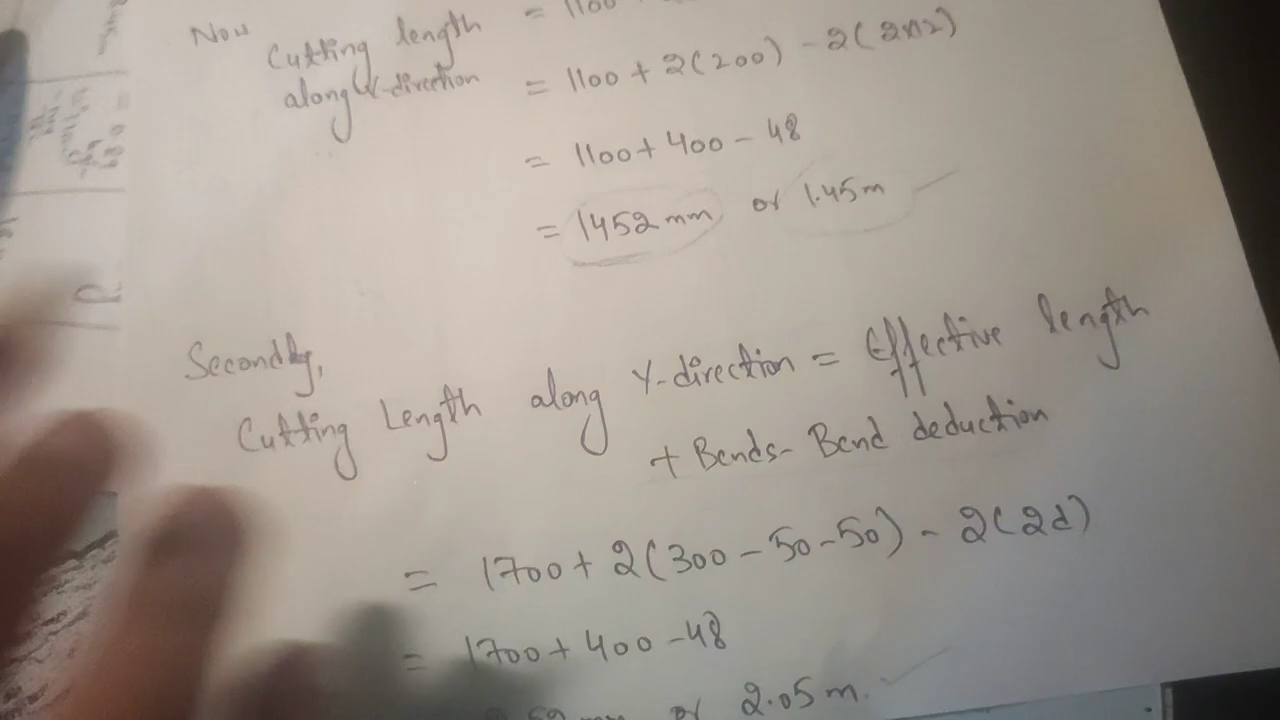 Now
Cutting length = 1100
along X-direction = 1100 + 2(200) - 2(2x12)
= 1100 + 400 - 48
= 1452 mm or 1.45 m
Secondly,
Cutting Length along Y-direction = Effective length
+ Bends - Bend deduction
= 1700 + 2(300 - 50 - 50) - 2(2d)
= 1700 + 400 - 48
or 2.05 m.